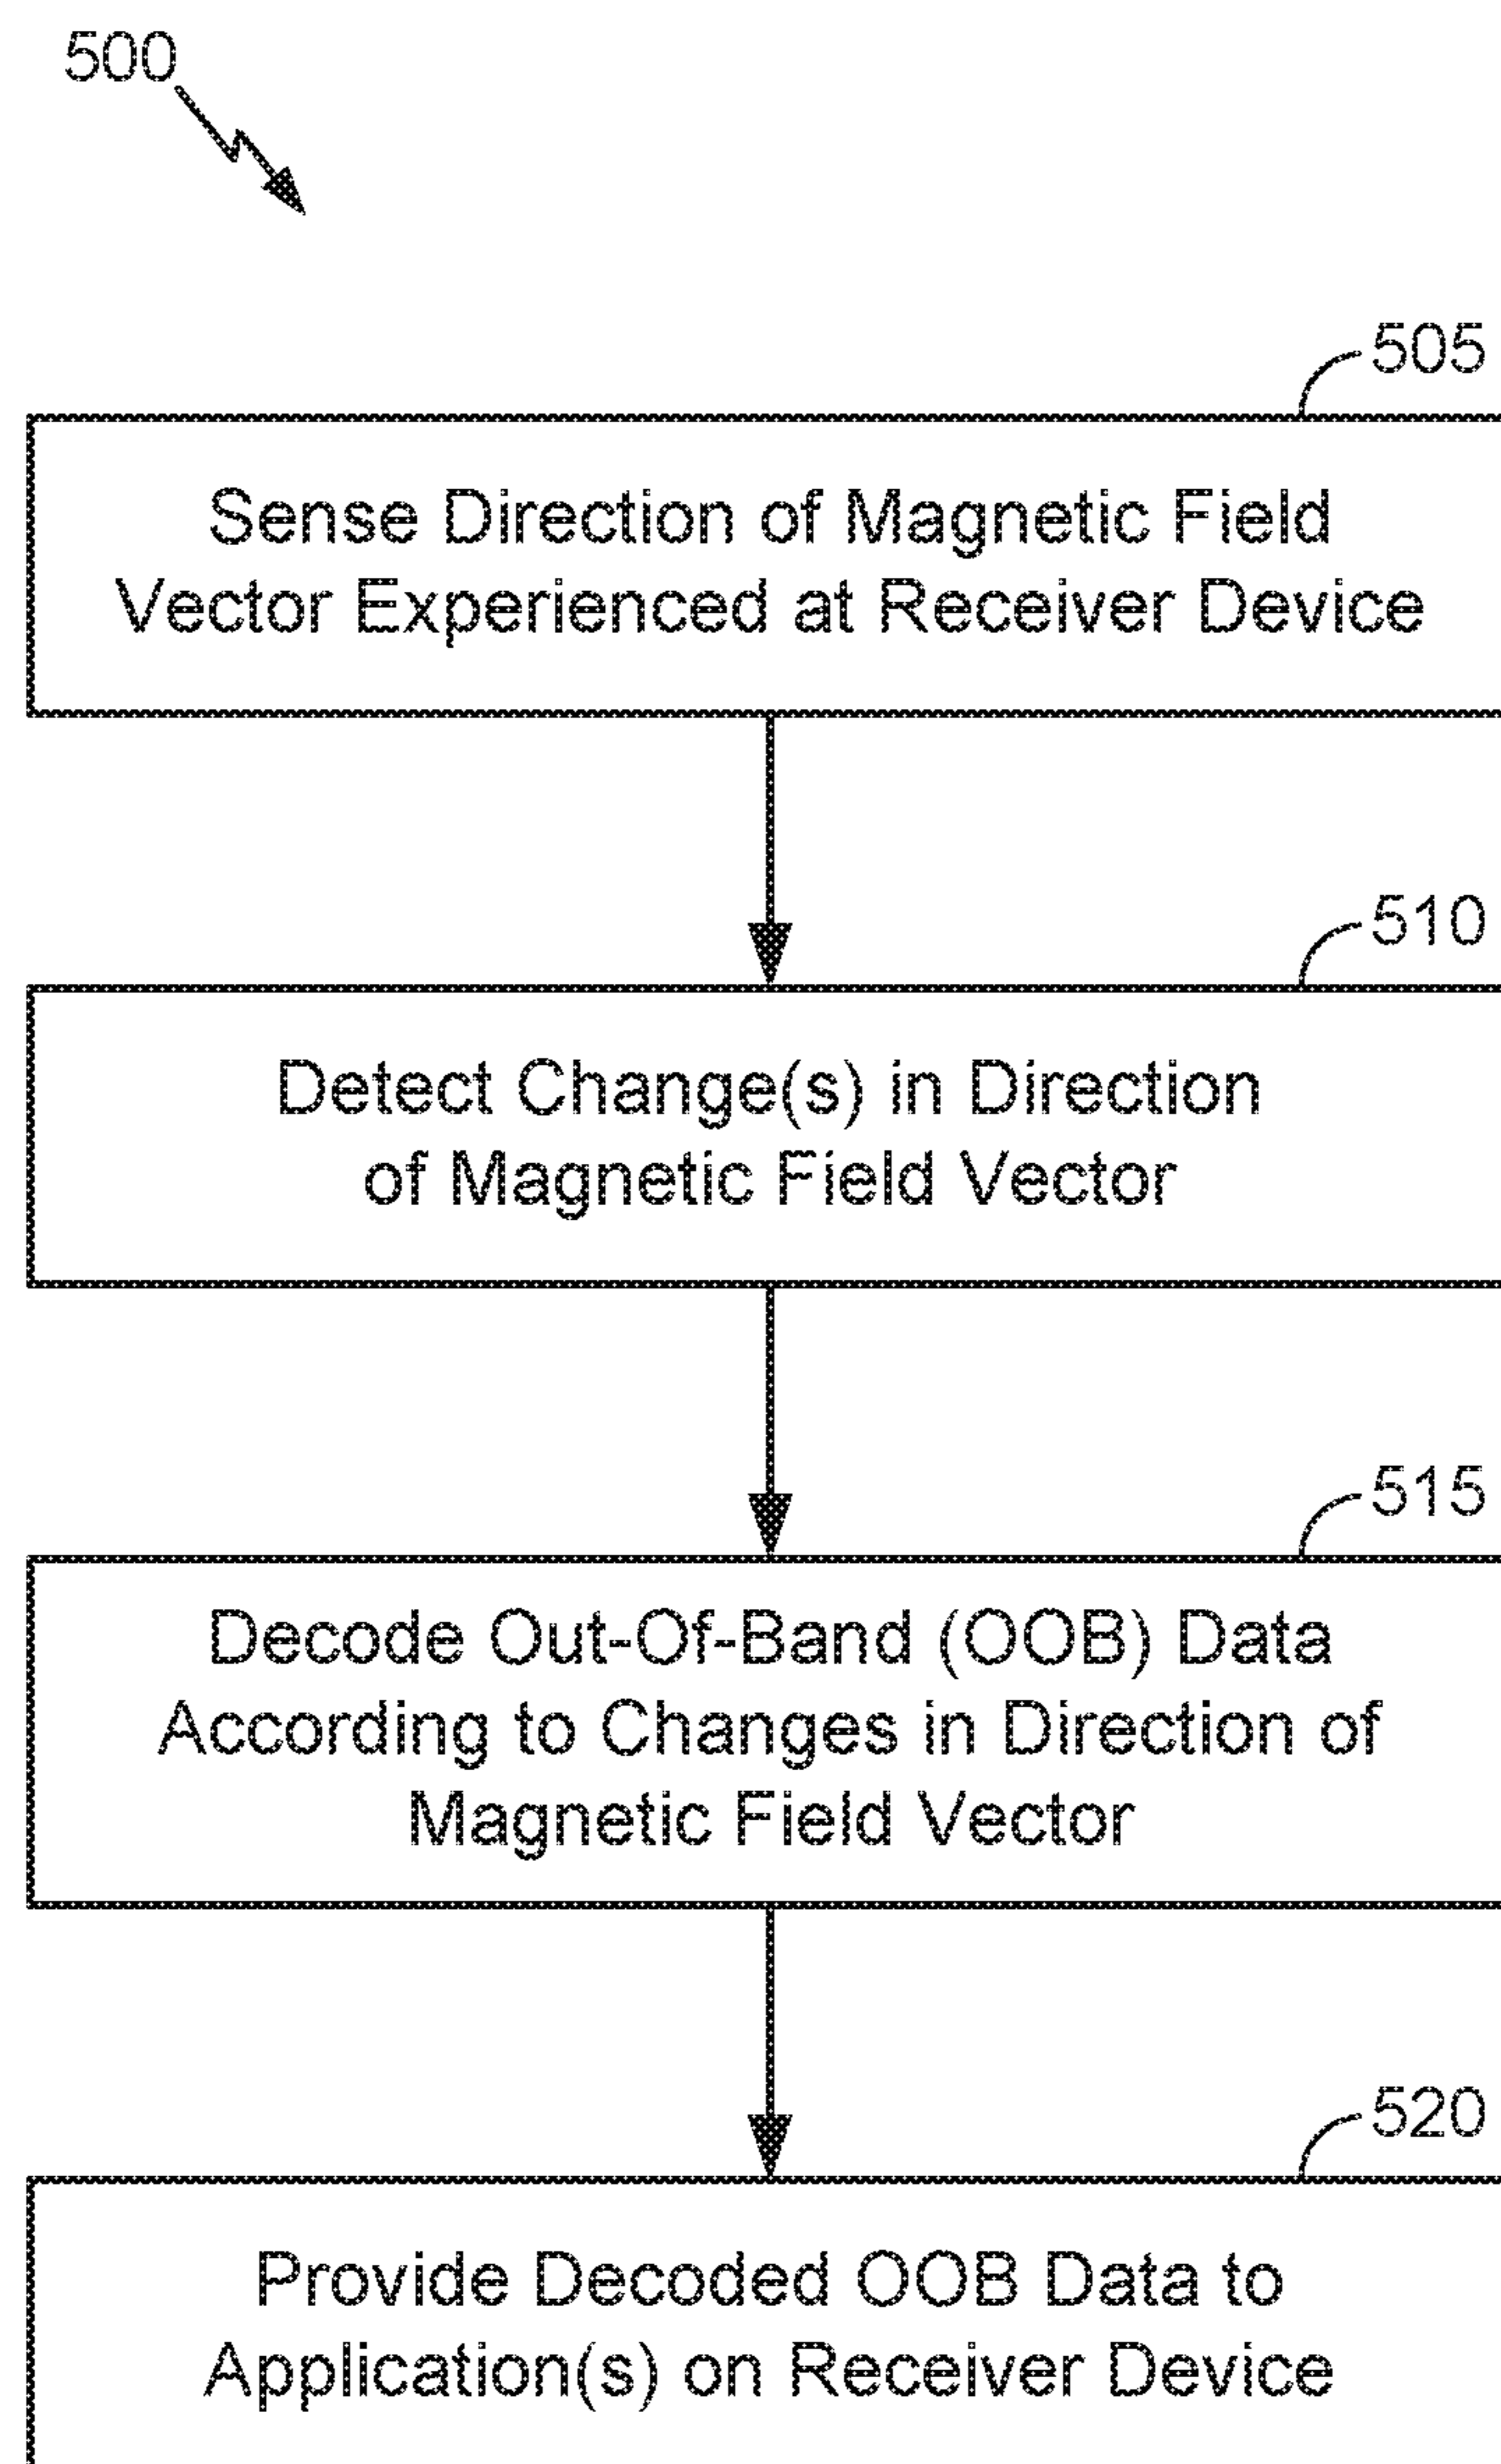 500
505
Sense Direction of Magnetic Field
Vector Experienced at Receiver Device
510
Detect Change(s) in Direction
of Magnetic Field Vector
515
Decode Out-Of-Band (OOB) Data
According to Changes in Direction of
Magnetic Field Vector
520
Provide Decoded OOB Data to
Application(s) on Receiver Device